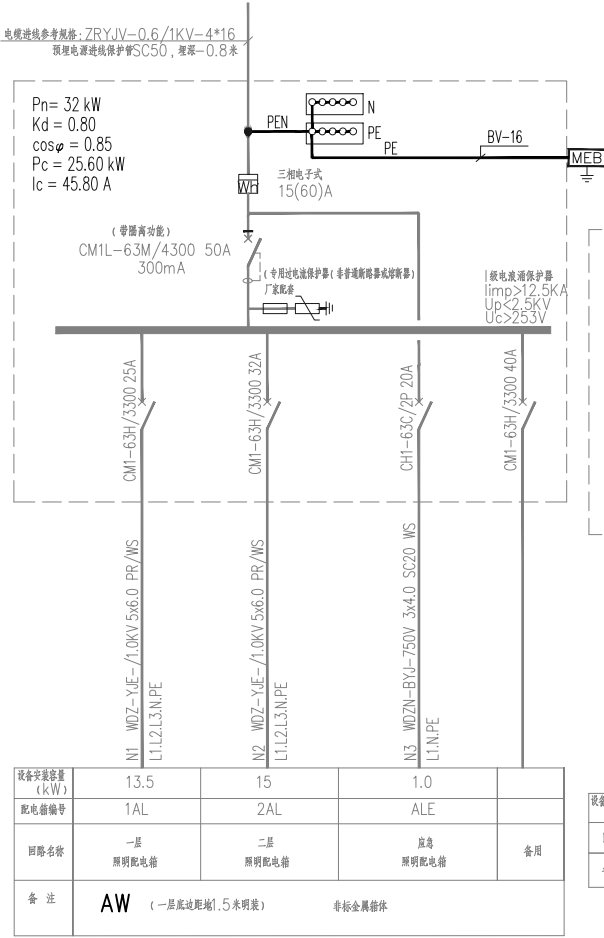 电缆进线参考规格: ZRYJV-0.6/1KV-4*16
预埋电源进线保护管SC50，埋深-0.8米
Pn= 32 kW
Kd = 0.80
cosφ = 0.85
Pc = 25.60 kW
Ic = 45.80 A
N
PEN
PE
PE
BV-16
MEB
Wh
三相电子式
15(60)A
（带隔离功能）
CM1L-63M/4300 50A
300mA
（专用过电流保护器（非普通断路器或熔断器）
厂家配套
I级电流涌保护器
Iimp>12.5KA
Up<2.5KV
Uc>253V
CM1-63H/3300 25A
CM1-63H/3300 32A
CH1-63C/2P 20A
CM1-63H/3300 40A
N1 WDZ-YJE-/1.0KV 5x6.0 PR/WS
L1.L2.L3.N.PE
N2 WDZ-YJE-/1.0KV 5x6.0 PR/WS
L1.L2.L3.N.PE
N3 WDZN-BYJ-750V 3x4.0 SC20 WS
L1.N.PE
设备安装容量
(kW)
13.5
15
1.0
配电箱编号
1AL
2AL
ALE
回路名称
一层
照明配电箱
二层
照明配电箱
应急
照明配电箱
备用
备 注
AW （一层底边距地1.5米明装） 非标金属箱体
设备